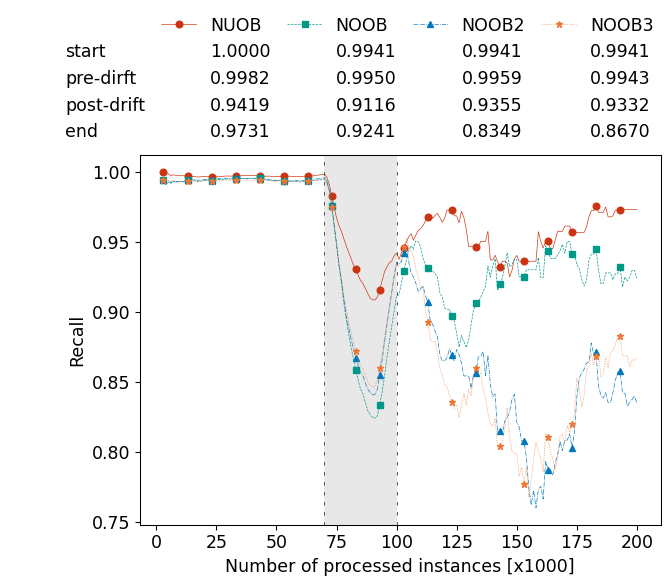 NUOB NOOB NOOB2 NOOB3
start 1.0000 0.9941 0.9941 0.9941
pre-dirft 0.9982 0.9950 0.9959 0.9943
post-drift 0.9419 0.9116 0.9355 0.9332
end 0.9731 0.9241 0.8349 0.8670
1.00
0.95
0.90
0.85
0.80
0.75
Recall
0 25 50 75 100 125 150 175 200
Number of processed instances [x1000]